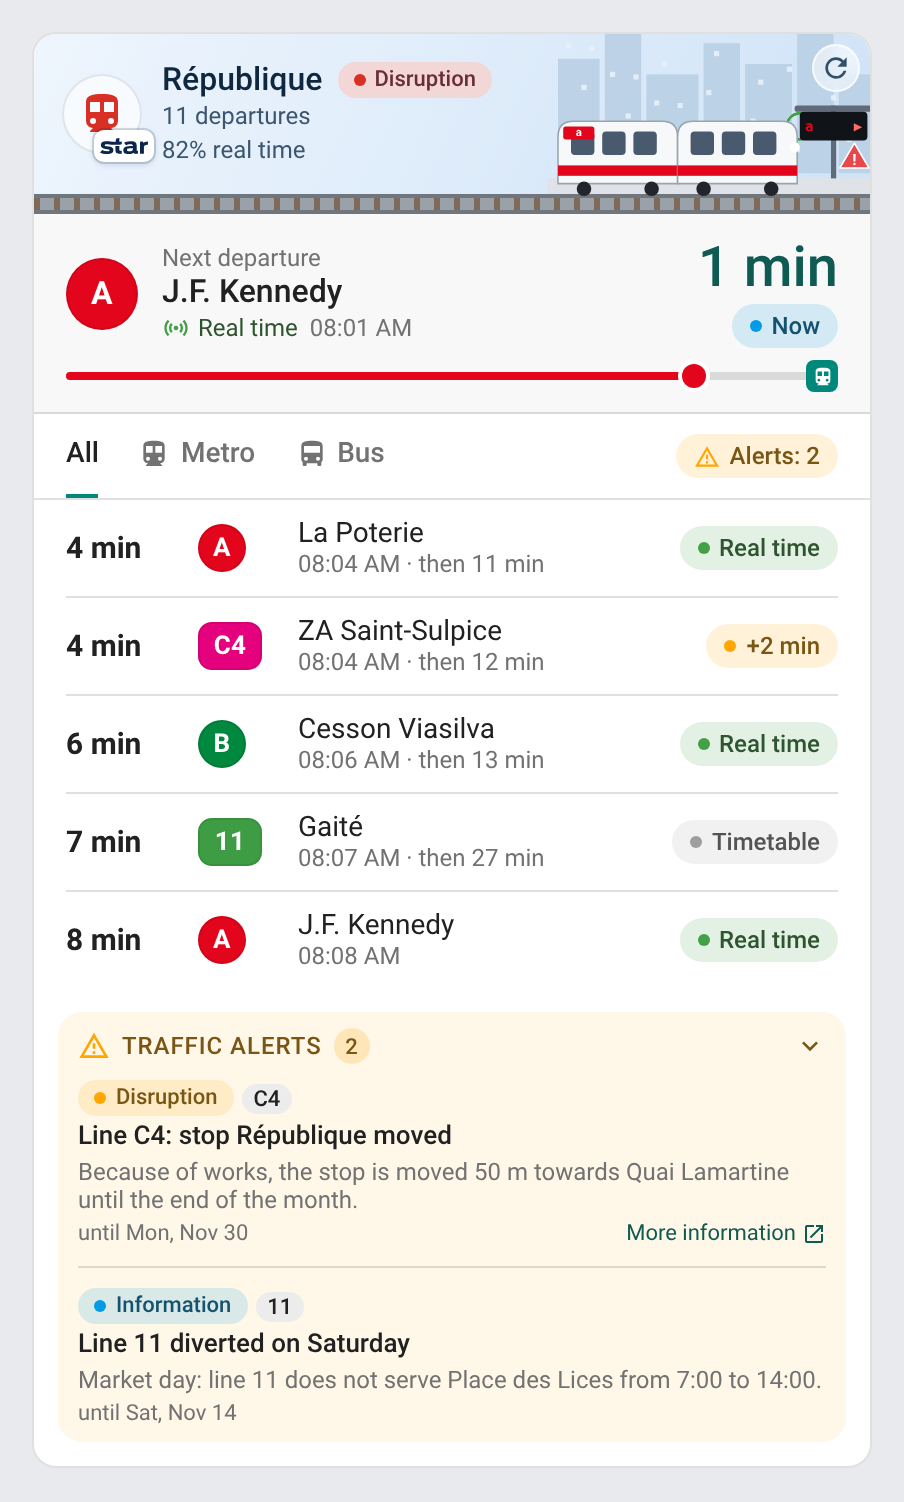 République
Disruption
11 departures
82% real time
star
a
a
!
A
Next departure
J.F. Kennedy
Real time 08:01 AM
1 min
Now
All
Metro
Bus
Alerts: 2
4 min
A
La Poterie
08:04 AM · then 11 min
Real time
4 min
C4
ZA Saint-Sulpice
08:04 AM · then 12 min
+2 min
6 min
B
Cesson Viasilva
08:06 AM · then 13 min
Real time
7 min
11
Gaité
08:07 AM · then 27 min
Timetable
8 min
A
J.F. Kennedy
08:08 AM
Real time
TRAFFIC ALERTS 2
Disruption C4
Line C4: stop République moved
Because of works, the stop is moved 50 m towards Quai Lamartine
until the end of the month.
until Mon, Nov 30
More information
Information 11
Line 11 diverted on Saturday
Market day: line 11 does not serve Place des Lices from 7:00 to 14:00.
until Sat, Nov 14